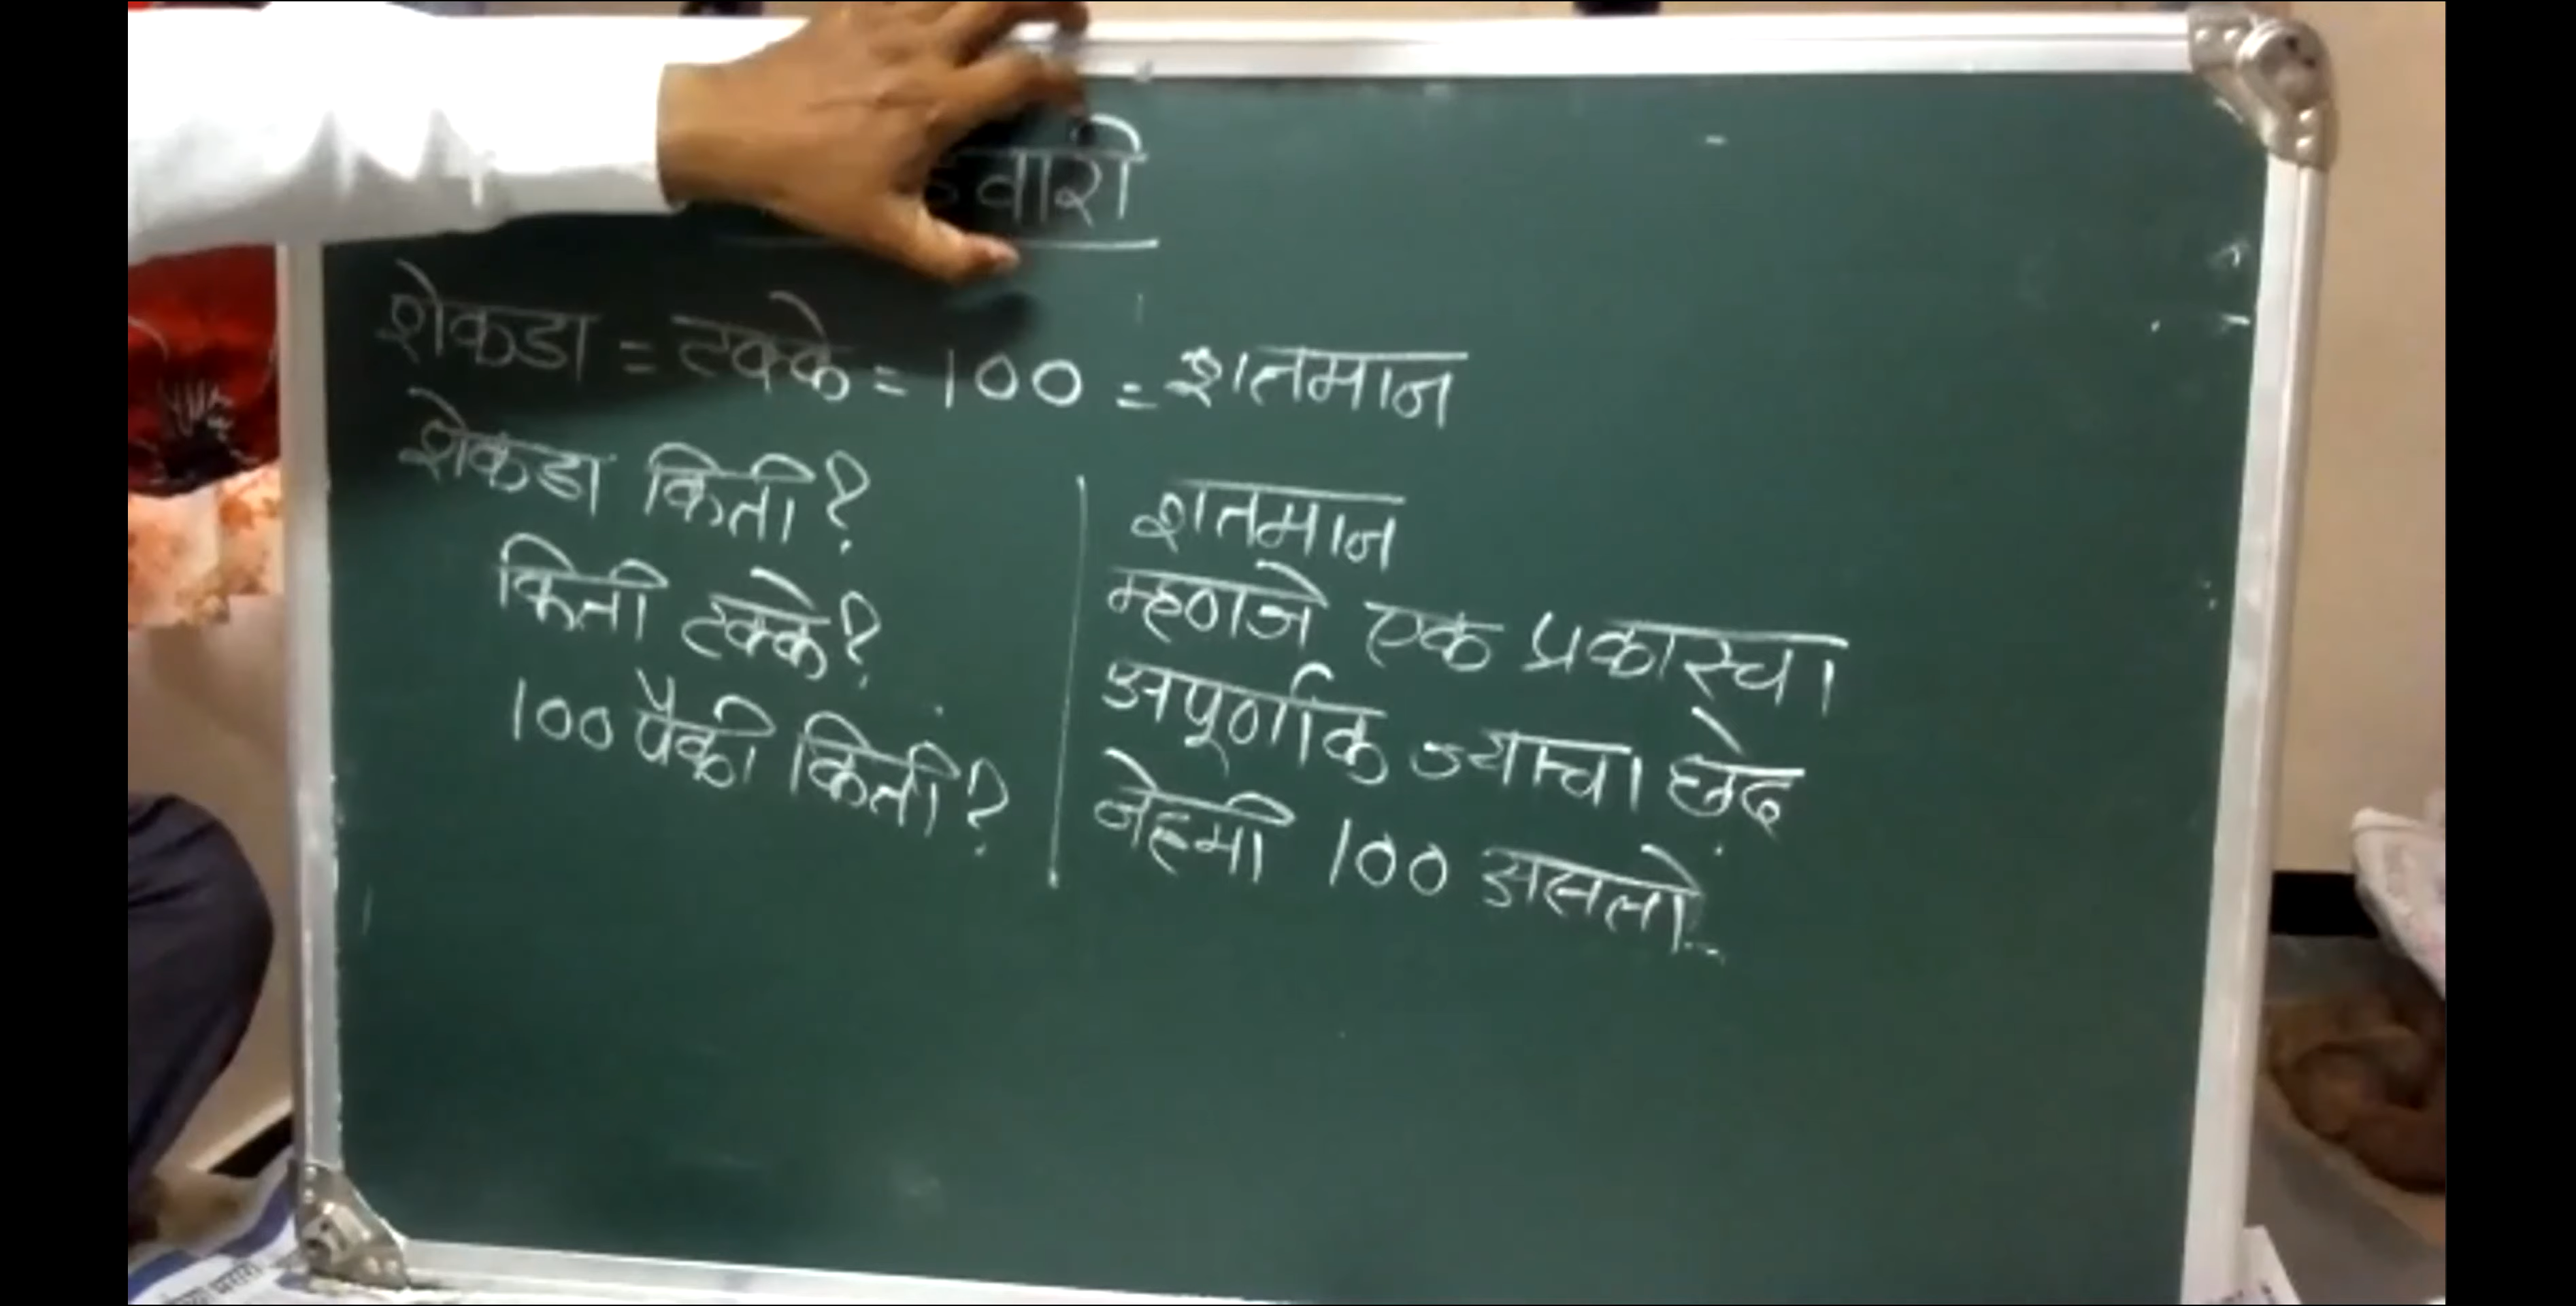 शेकडा = टक्के = 100 = शतमान
शेकडा किती?
किती टक्के?
100 पैकी किती?
शतमान
म्हणजे एक प्रकारचा
अपूर्णांक ज्याचा छेद
नेहमी 100 असतो.